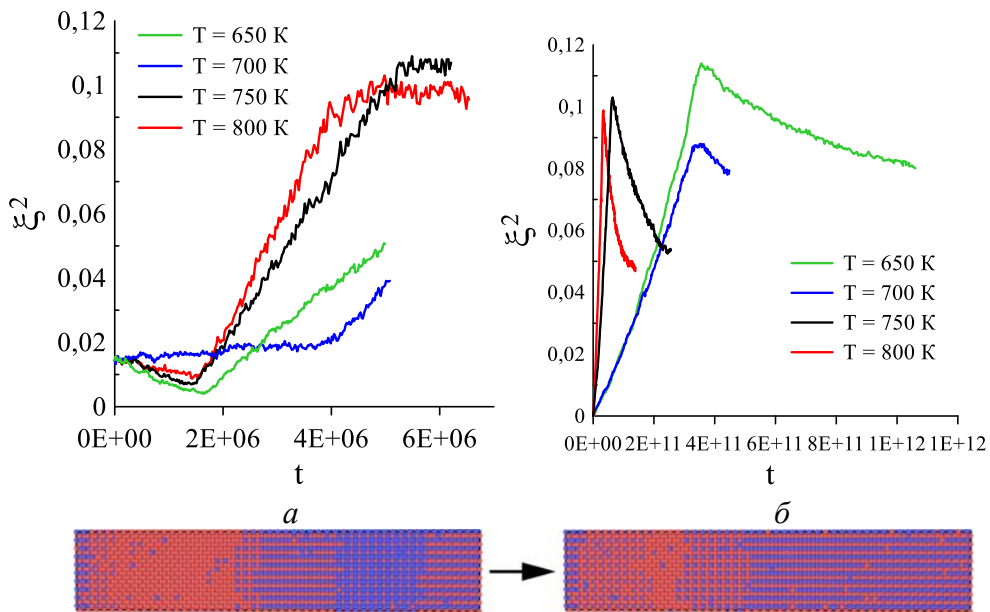 0,12
0,1
0,08
0,06
0,04
0,02
0
ξ²
T = 650 К
T = 700 К
T = 750 К
T = 800 К
0E+00 2E+06 4E+06 6E+06
t
0,12
0,1
0,08
0,06
0,04
0,02
0
ξ²
T = 650 К
T = 700 К
T = 750 К
T = 800 К
0E+00 2E+11 4E+11 6E+11 8E+11 1E+12 1E+12
t
а
б